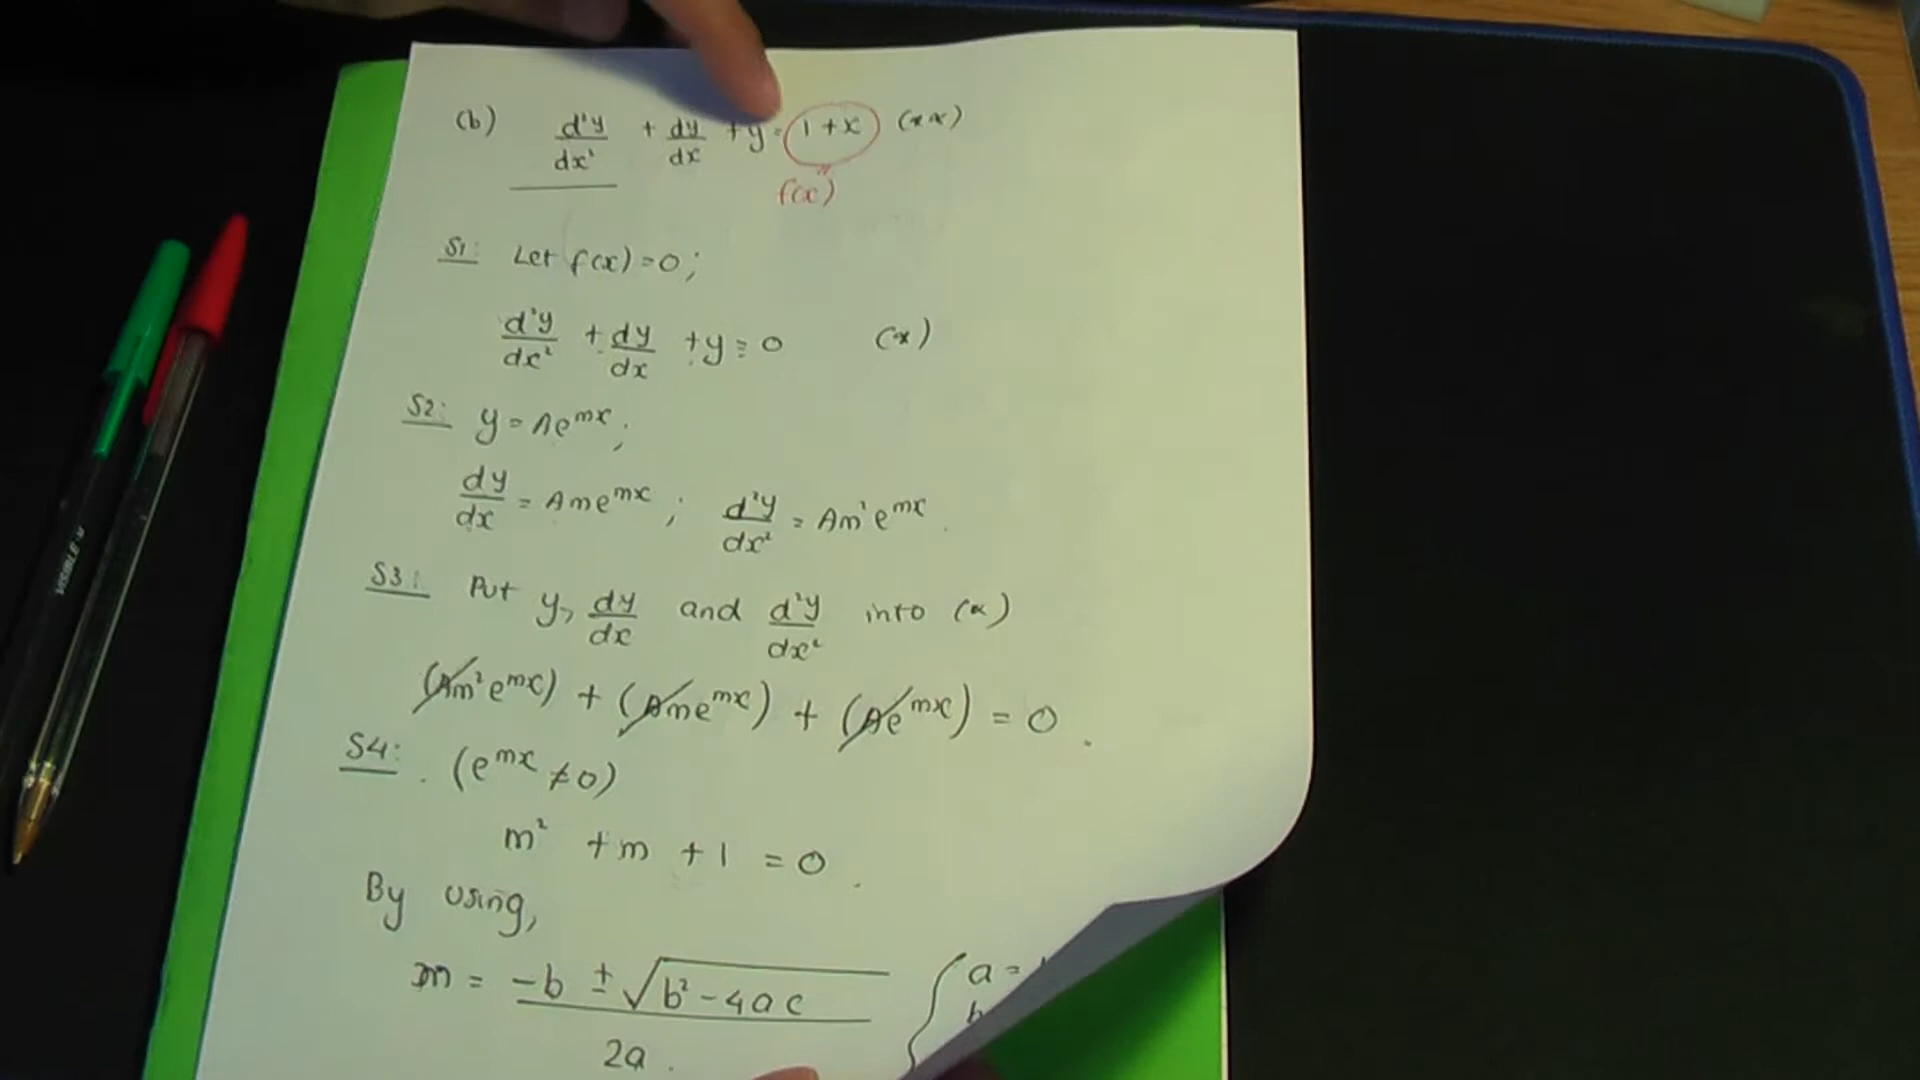 (b) d²y/dx² + dy/dx + y = 1 + x (xx)
f(x)
S1: Let f(x) = 0;
d²y/dx² + dy/dx + y = 0 (x)
S2: y = Ae^mx;
dy/dx = Ame^mx ; d²y/dx² = Am²e^mx .
S3: Put y, dy/dx and d²y/dx² into (x)
(Am²e^mx) + (Ame^mx) + (Ae^mx) = 0 .
S4: . (e^mx ≠ 0)
m² + m + 1 = 0 .
By using,
m = -b ± √b² - 4ac / 2a . { a =
b
VISIBLE